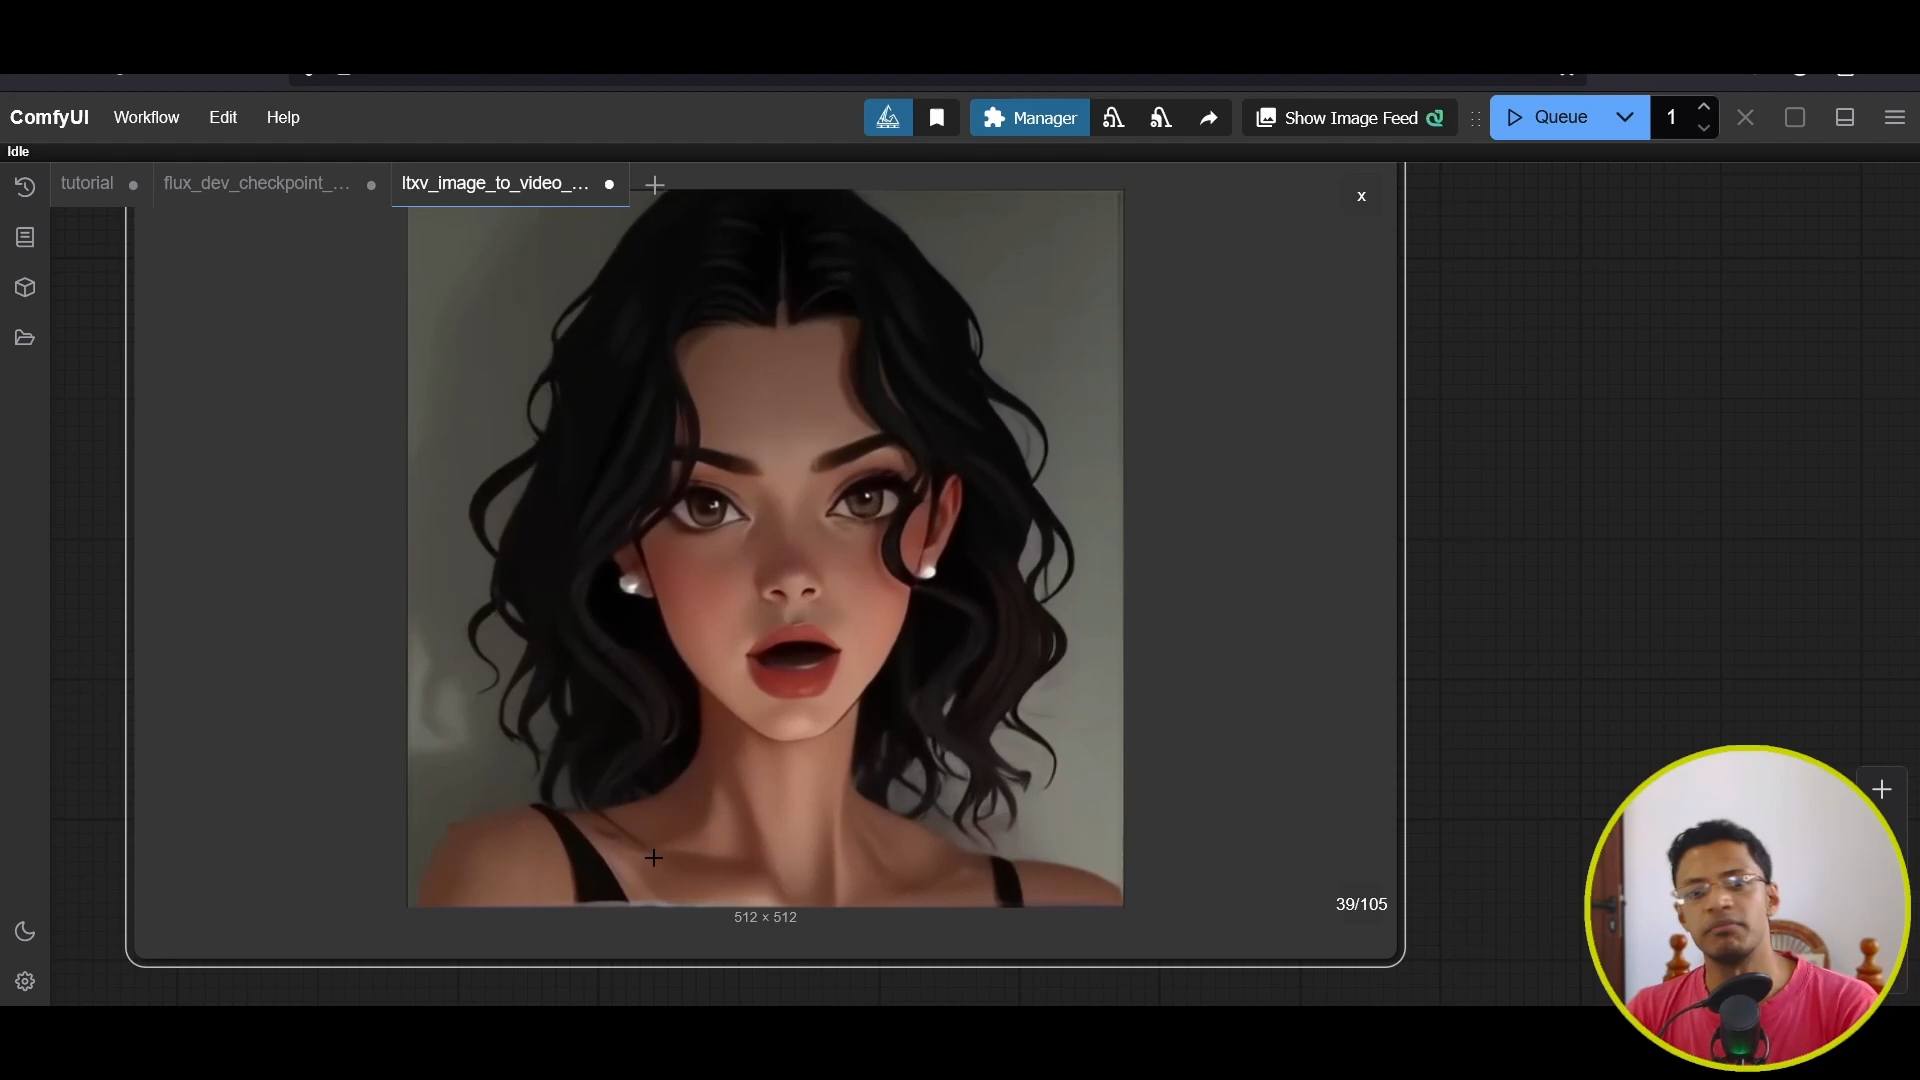 ComfyUI Workflow Edit Help Manager Show Image Feed Queue 1
Idle
tutorial flux_dev_checkpoint_... ltxv_image_to_video_...
x
39/105
512 × 512